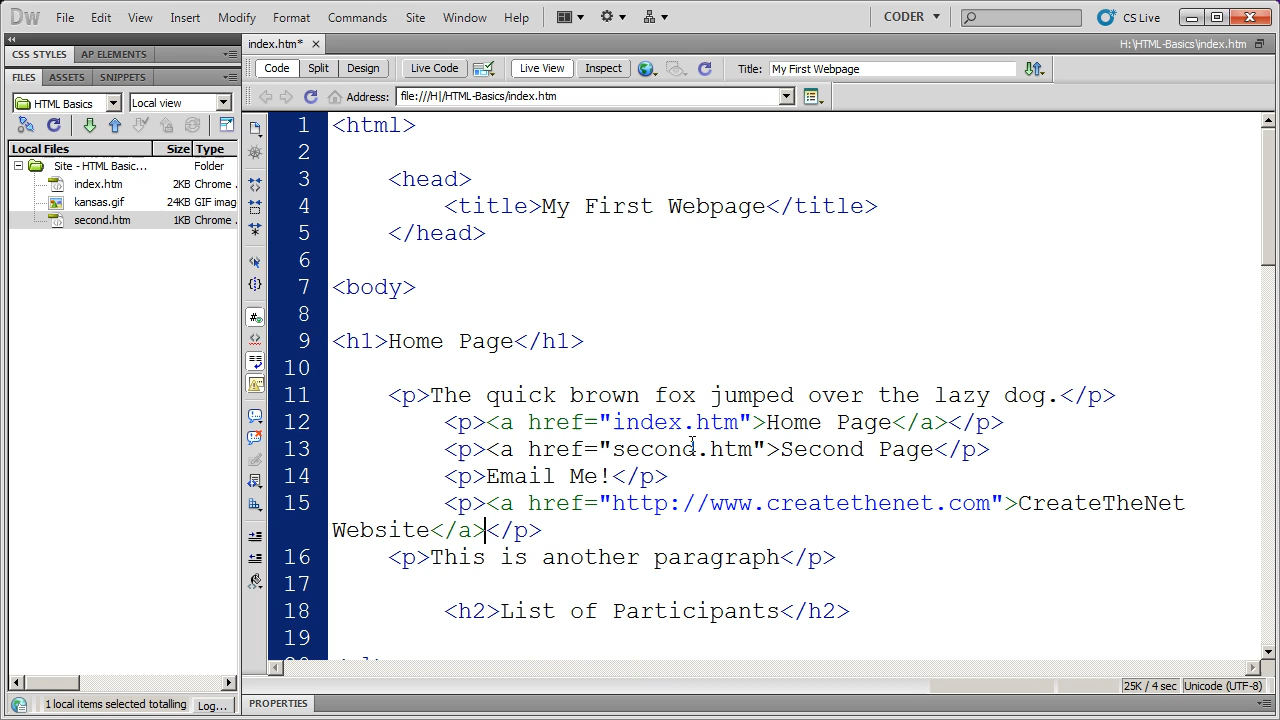 Dw File Edit View Insert Modify Format Commands Site Window Help CODER CS Live
CSS STYLES AP ELEMENTS index.htm* H:\HTML-Basics\index.htm
FILES ASSETS SNIPPETS Code Split Design Live Code Live View Inspect Title: My First Webpage
HTML Basics Local view Address: file:///H|/HTML-Basics/index.htm
Local Files Size Type
Site - HTML Basic... Folder
index.htm 2KB Chrome .
kansas.gif 24KB GIF imag
second.htm 1KB Chrome .
1 <html>
2
3 <head>
4 <title>My First Webpage</title>
5 </head>
6
7 <body>
8
9 <h1>Home Page</h1>
10
11 <p>The quick brown fox jumped over the lazy dog.</p>
12 <p><a href="index.htm">Home Page</a></p>
13 <p><a href="second.htm">Second Page</p>
14 <p>Email Me!</p>
15 <p><a href="http://www.createthenet.com">CreateTheNet
Website</a></p>
16 <p>This is another paragraph</p>
17
18 <h2>List of Participants</h2>
19
25K / 4 sec Unicode (UTF-8)
1 local items selected totalling Log... PROPERTIES